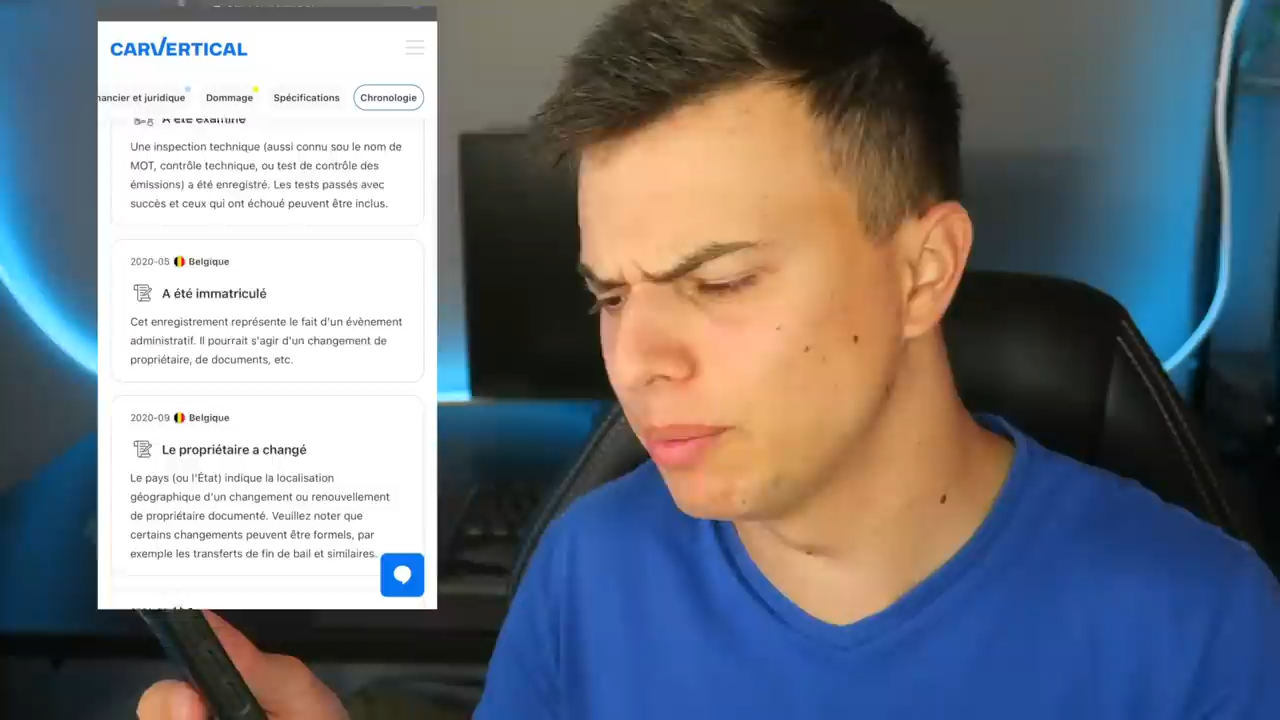 CARVERTICAL
nancier et juridique Dommage Spécifications Chronologie
A été examiné
Une inspection technique (aussi connu sou le nom de
MOT, contrôle technique, ou test de contrôle des
émissions) a été enregistré. Les tests passés avec
succès et ceux qui ont échoué peuvent être inclus.
2020-05 Belgique
A été immatriculé
Cet enregistrement représente le fait d'un évènement
administratif. Il pourrait s'agir d'un changement de
propriétaire, de documents, etc.
2020-09 Belgique
Le propriétaire a changé
Le pays (ou l'État) indique la localisation
géographique d'un changement ou renouvellement
de propriétaire documenté. Veuillez noter que
certains changements peuvent être formels, par
exemple les transferts de fin de bail et similaires.